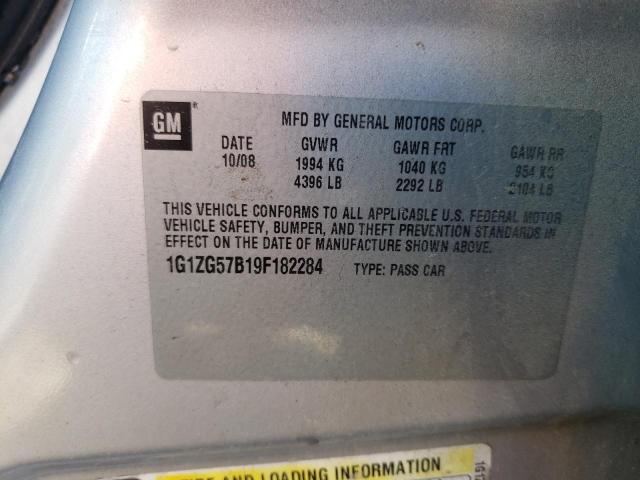 GM
MFD BY GENERAL MOTORS CORP.
DATE GVWR GAWR FRT GAWR RR
10/08 1994 KG 1040 KG 954 KG
4396 LB 2292 LB 2104 LB
THIS VEHICLE CONFORMS TO ALL APPLICABLE U.S. FEDERAL MOTOR
VEHICLE SAFETY, BUMPER, AND THEFT PREVENTION STANDARDS IN
EFFECT ON THE DATE OF MANUFACTURE SHOWN ABOVE.
1G1ZG57B19F182284 TYPE: PASS CAR
AND LOADING INFORMATION